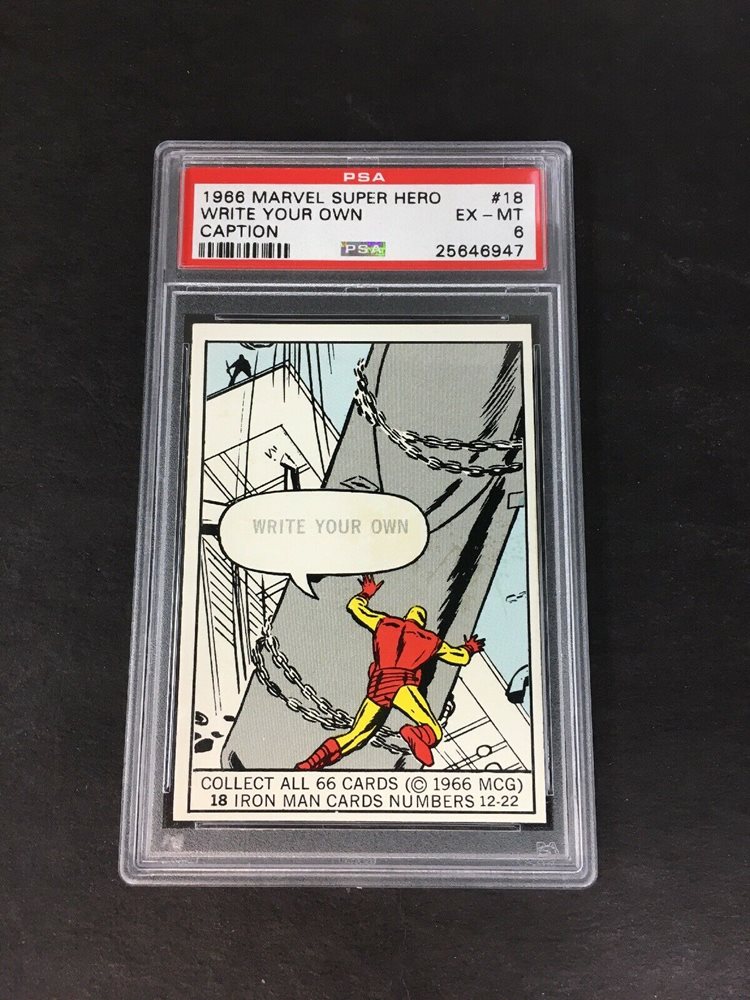 PSA
1966 MARVEL SUPER HERO #18
WRITE YOUR OWN EX - MT
CAPTION 6
PSA 25646947
WRITE YOUR OWN
COLLECT ALL 66 CARDS (© 1966 MCG)
18 IRON MAN CARDS NUMBERS 12-22